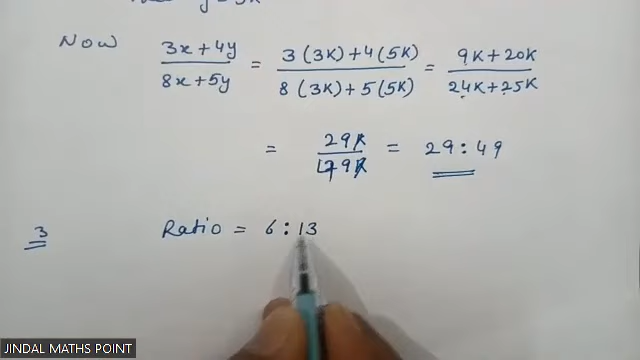 Now 3x+4y / 8x+5y = 3(3K)+4(5K) / 8(3K)+5(5K) = 9K+20K / 24K+25K
= 29K / 49K = 29:49
3 Ratio = 6:13
JINDAL MATHS POINT